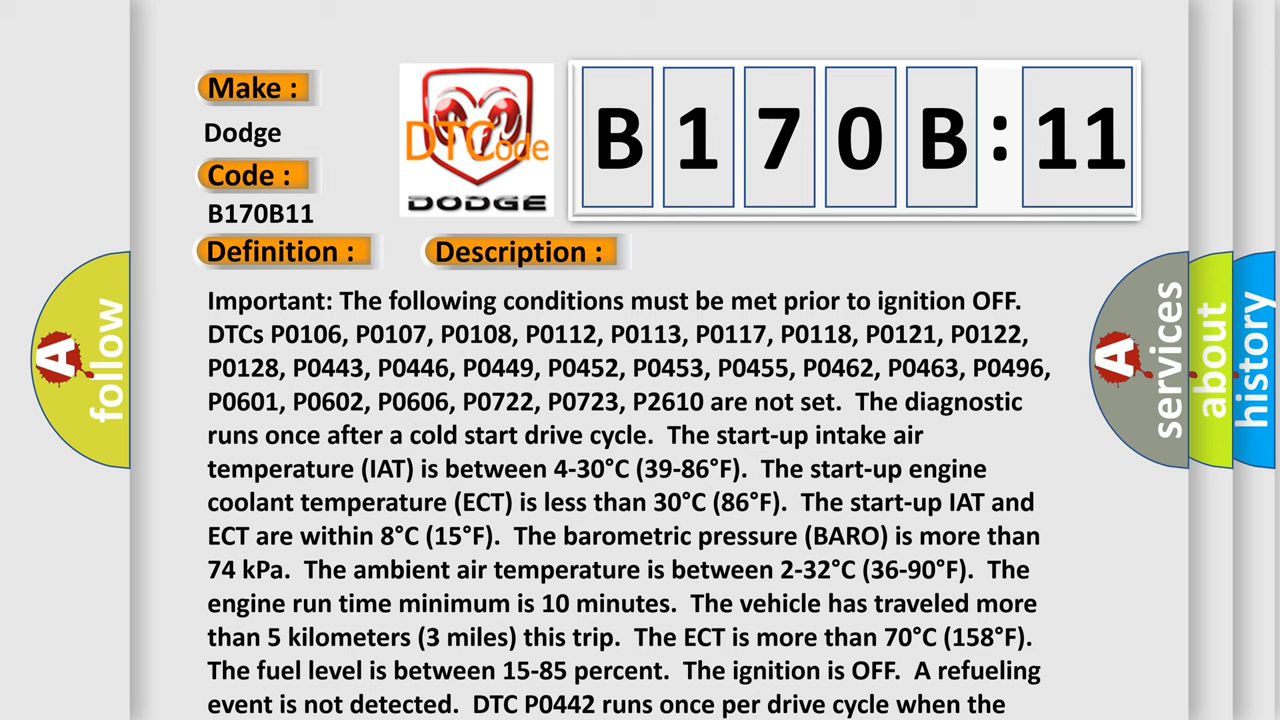 Make :
Dodge
Code :
B170B11
Definition :
Description :
DTCode
DODGE
B170B:11
Important: The following conditions must be met prior to ignition OFF.
DTCs P0106, P0107, P0108, P0112, P0113, P0117, P0118, P0121, P0122,
P0128, P0443, P0446, P0449, P0452, P0453, P0455, P0462, P0463, P0496,
P0601, P0602, P0606, P0722, P0723, P2610 are not set. The diagnostic
runs once after a cold start drive cycle. The start-up intake air
temperature (IAT) is between 4-30°C (39-86°F). The start-up engine
coolant temperature (ECT) is less than 30°C (86°F). The start-up IAT and
ECT are within 8°C (15°F). The barometric pressure (BARO) is more than
74 kPa. The ambient air temperature is between 2-32°C (36-90°F). The
engine run time minimum is 10 minutes. The vehicle has traveled more
than 5 kilometers (3 miles) this trip. The ECT is more than 70°C (158°F).
The fuel level is between 15-85 percent. The ignition is OFF. A refueling
event is not detected. DTC P0442 runs once per drive cycle when the
A
follow
A
services
about
history